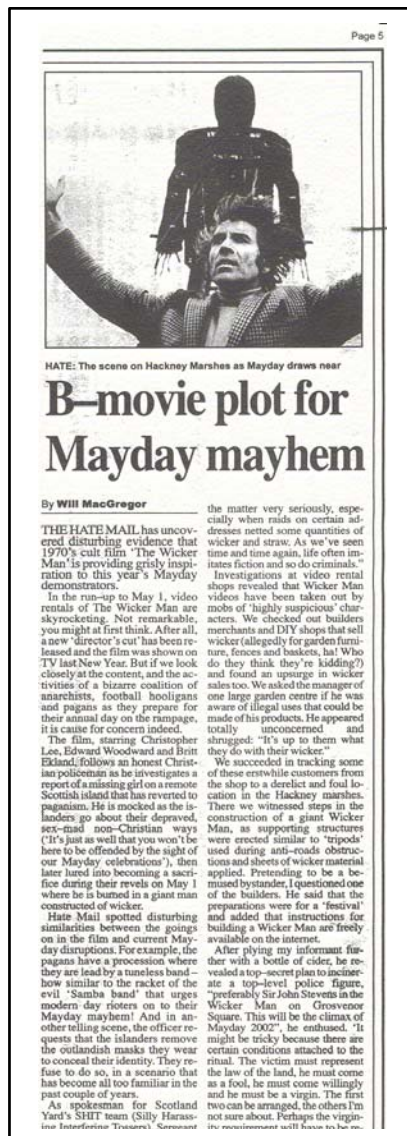 Page 5
HATE: The scene on Hackney Marshes as Mayday draws near
B–movie plot for
Mayday mayhem
By Will MacGregor
THE HATE MAIL has uncov-
ered disturbing evidence that
1970's cult film 'The Wicker
Man' is providing grisly inspi-
ration to this year's Mayday
demonstrators.
In the run–up to May 1, video
rentals of The Wicker Man are
skyrocketing. Not remarkable,
you might at first think. After all,
a new 'director's cut' has been re-
leased and the film was shown on
TV last New Year. But if we look
closely at the content, and the ac-
tivities of a bizarre coalition of
anarchists, football hooligans
and pagans as they prepare for
their annual day on the rampage,
it is cause for concern indeed.
The film, starring Christopher
Lee, Edward Woodward and Britt
Ekland, follows an honest Christ-
ian policeman as he investigates a
report of a missing girl on a remote
Scottish island that has reverted to
paganism. He is mocked as the is-
landers go about their depraved,
sex–mad non–Christian ways
('It's just as well that you won't be
here to be offended by the sight of
our Mayday celebrations'), then
later lured into becoming a sacri-
fice during their revels on May 1
where he is burned in a giant man
constructed of wicker.
Hate Mail spotted disturbing
similarities between the goings
on in the film and current May-
day disruptions. For example, the
pagans have a procession where
they are lead by a tuneless band –
how similar to the racket of the
evil 'Samba band' that urges
modern–day rioters on to their
Mayday mayhem! And in an-
other telling scene, the officer re-
quests that the islanders remove
the outlandish masks they wear
to conceal their identity. They re-
fuse to do so, in a scenario that
has become all too familiar in the
past couple of years.
As spokesman for Scotland
Yard's SHIT team (Silly Harass-
ing Interfering Tossers), Sergeant
the matter very seriously, espe-
cially when raids on certain ad-
dresses netted some quantities of
wicker and straw. As we've seen
time and time again, life often im-
itates fiction and so do criminals."
Investigations at video rental
shops revealed that Wicker Man
videos have been taken out by
mobs of 'highly suspicious' char-
acters. We checked out builders
merchants and DIY shops that sell
wicker (allegedly for garden furni-
ture, fences and baskets, ha! Who
do they think they're kidding?)
and found an upsurge in wicker
sales too. We asked the manager of
one large garden centre if he was
aware of illegal uses that could be
made of his products. He appeared
totally unconcerned and
shrugged: "It's up to them what
they do with their wicker."
We succeeded in tracking some
of these erstwhile customers from
the shop to a derelict and foul lo-
cation in the Hackney marshes.
There we witnessed steps in the
construction of a giant Wicker
Man, as supporting structures
were erected similar to 'tripods'
used during anti–roads obstruc-
tions and sheets of wicker material
applied. Pretending to be a be-
mused bystander, I questioned one
of the builders. He said that the
preparations were for a 'festival'
and added that instructions for
building a Wicker Man are freely
available on the internet.
After plying my informant fur-
ther with a bottle of cider, he re-
vealed a top–secret plan to inciner-
ate a top–level police figure,
"preferably Sir John Stevens in the
Wicker Man on Grosvenor
Square. This will be the climax of
Mayday 2002", he enthused. 'It
might be tricky because there are
certain conditions attached to the
ritual. The victim must represent
the law of the land, he must come
as a fool, he must come willingly
and he must be a virgin. The first
two can be arranged, the others I'm
not sure about. Perhaps the virgin-
ity requirement will have to be re-